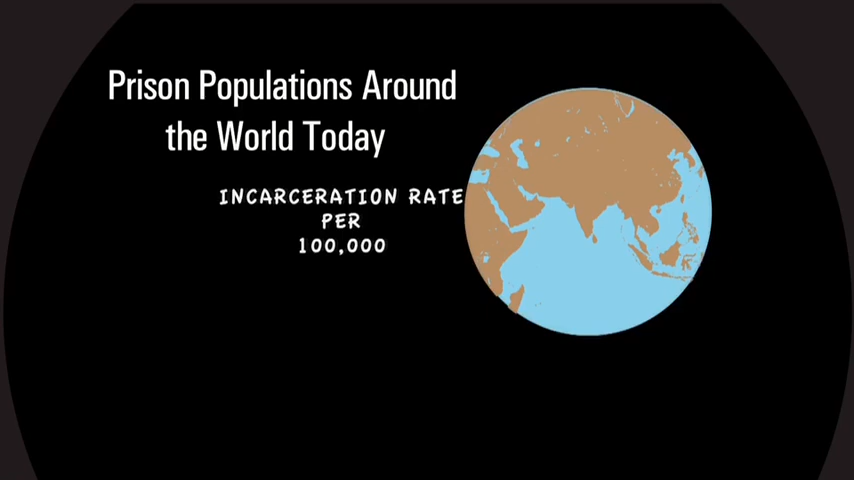 Prison Populations Around
the World Today
INCARCERATION RATE
PER
100,000